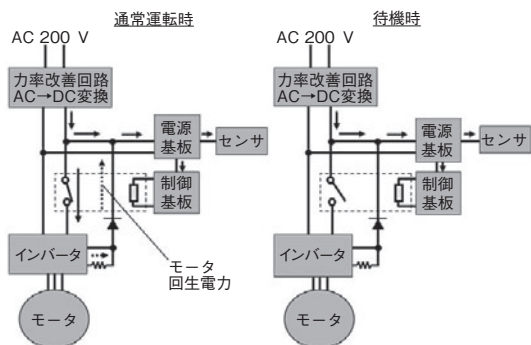 通常運転時
AC 200 V
力率改善回路
AC→DC変換
電源
基板
センサ
制御
基板
インバータ
モータ
回生電力
モータ
待機時
AC 200 V
力率改善回路
AC→DC変換
電源
基板
センサ
制御
基板
インバータ
モータ